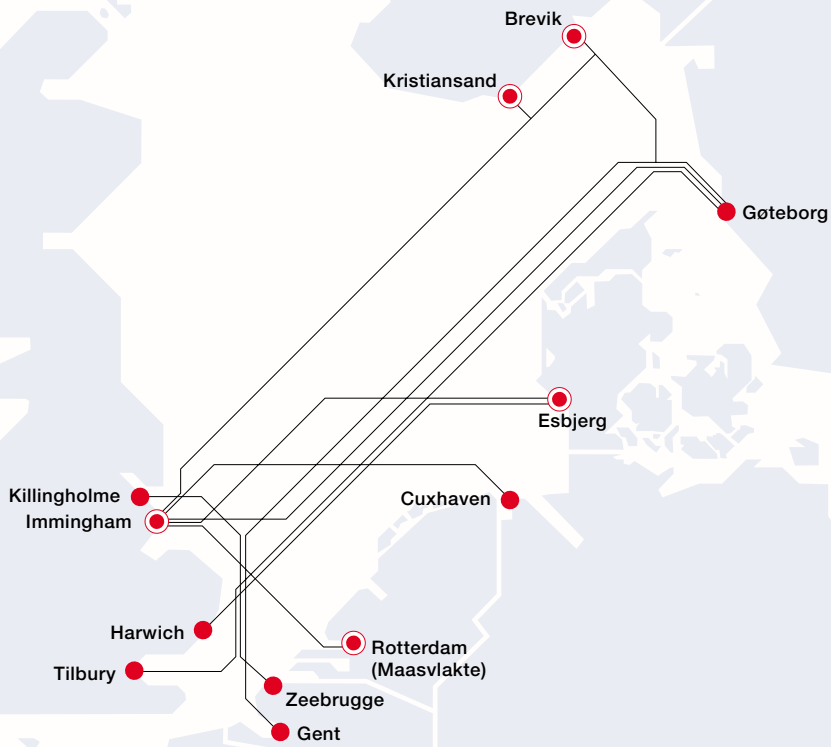 Brevik
Kristiansand
Gøteborg
Esbjerg
Killingholme
Cuxhaven
Immingham
Harwich
Rotterdam
(Maasvlakte)
Tilbury
Zeebrugge
Gent